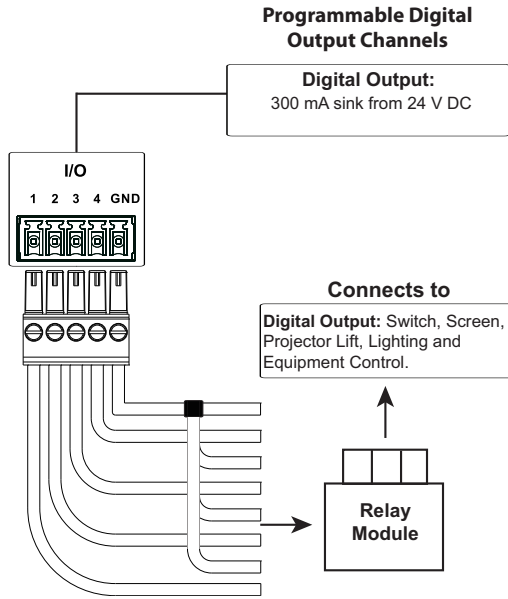 Programmable Digital
Output Channels
Digital Output:
300 mA sink from 24 V DC
I/O
1 2 3 4 GND
Connects to
Digital Output: Switch, Screen,
Projector Lift, Lighting and
Equipment Control.
Relay
Module